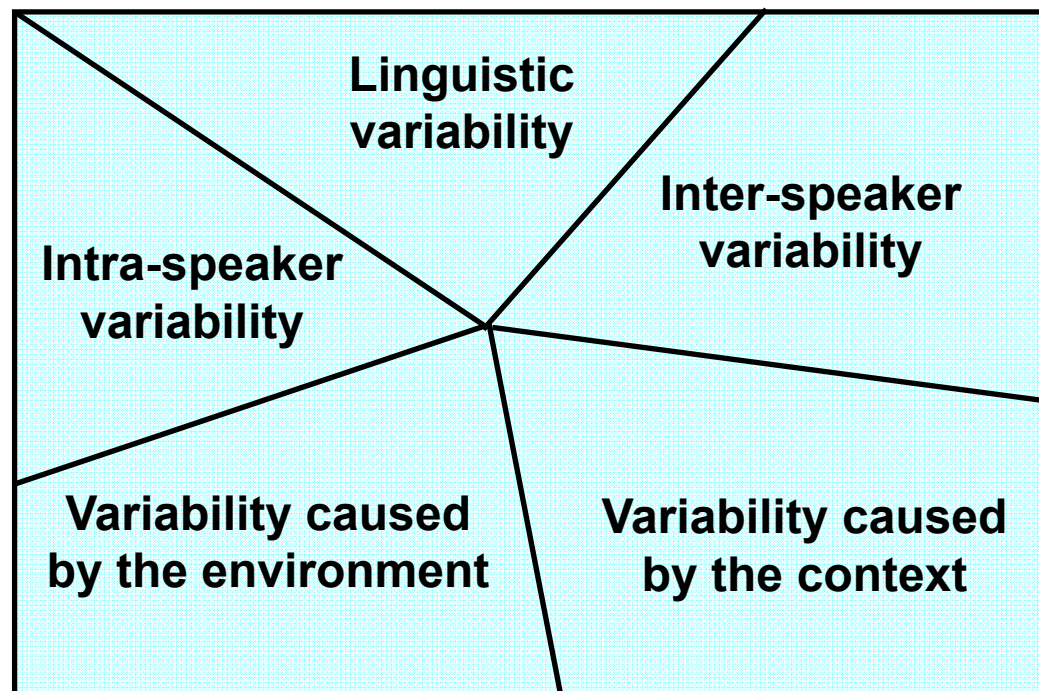 Linguistic
variability
Inter-speaker
variability
Intra-speaker
variability
Variability caused
by the environment
Variability caused
by the context